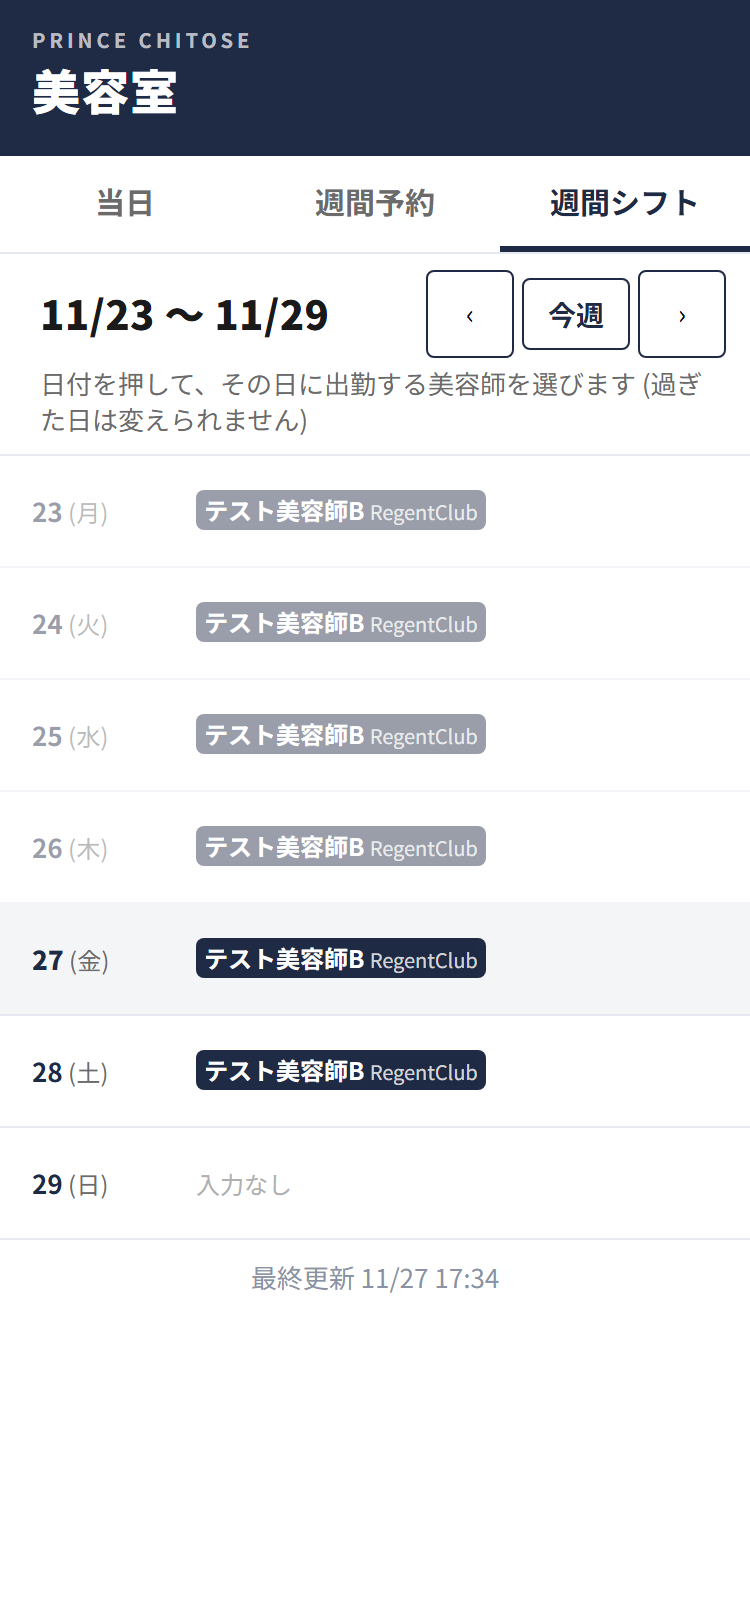 PRINCE CHITOSE
美容室
当日 週間予約 週間シフト
11/23 〜 11/29 ‹ 今週 ›
日付を押して、その日に出勤する美容師を選びます (過ぎ
た日は変えられません)
23 (月) テスト美容師B RegentClub
24 (火) テスト美容師B RegentClub
25 (水) テスト美容師B RegentClub
26 (木) テスト美容師B RegentClub
27 (金) テスト美容師B RegentClub
28 (土) テスト美容師B RegentClub
29 (日) 入力なし
最終更新 11/27 17:34